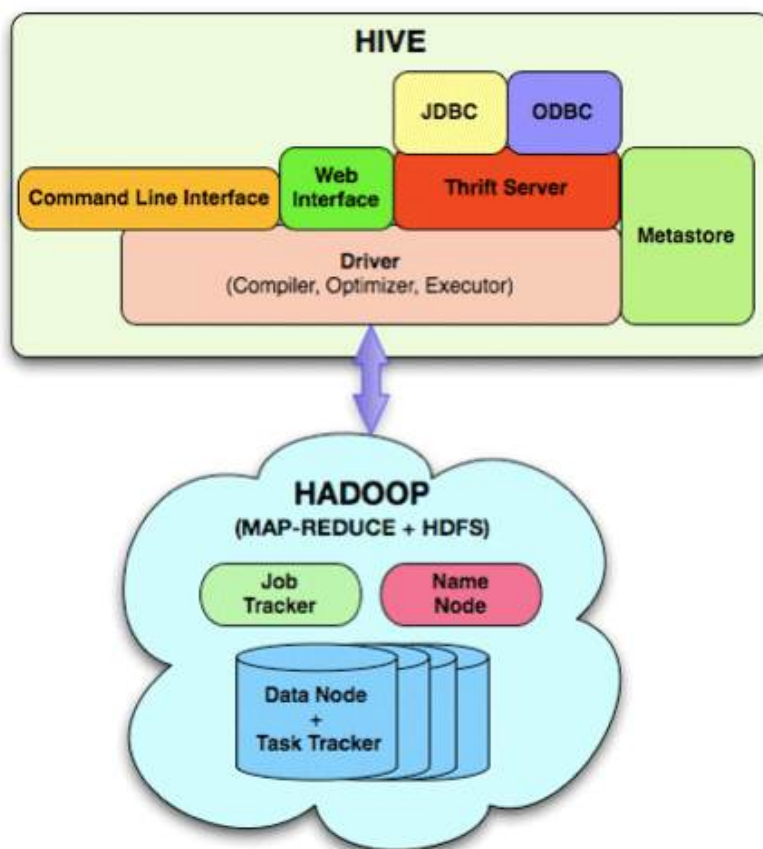 HIVE
JDBC
ODBC
Command Line Interface
Web
Interface
Thrift Server
Metastore
Driver
(Compiler, Optimizer, Executor)
HADOOP
(MAP-REDUCE + HDFS)
Job
Tracker
Name
Node
Data Node
+
Task Tracker